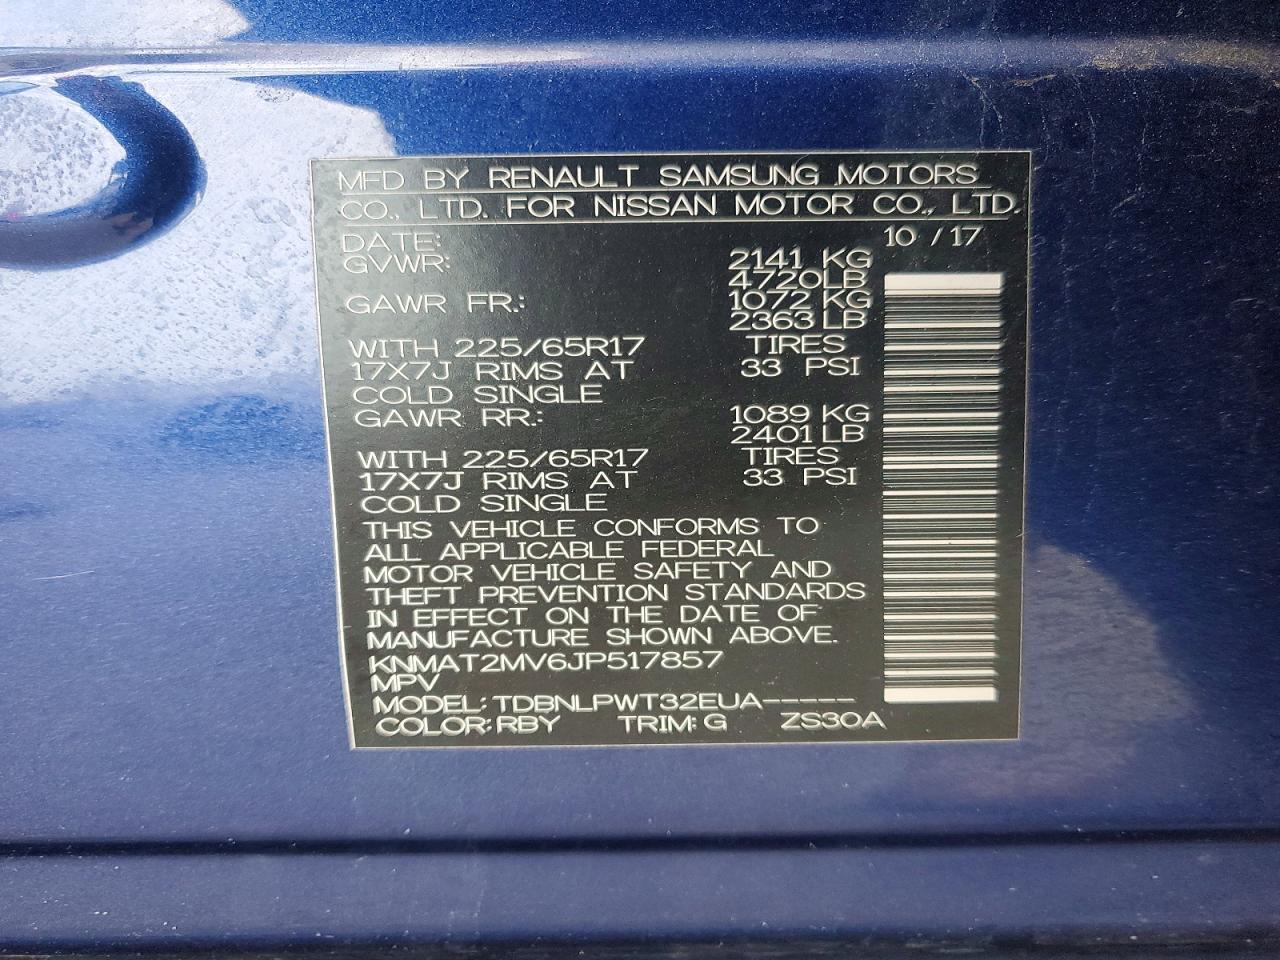 MFD BY RENAULT SAMSUNG MOTORS
CO., LTD. FOR NISSAN MOTOR CO., LTD.
DATE: 10 / 17
GVWR: 2141 KG
4720LB
GAWR FR.: 1072 KG
2363 LB
WITH 225/65R17 TIRES
17X7J RIMS AT 33 PSI
COLD SINGLE
GAWR RR.: 1089 KG
2401 LB
WITH 225/65R17 TIRES
17X7J RIMS AT 33 PSI
COLD SINGLE
THIS VEHICLE CONFORMS TO
ALL APPLICABLE FEDERAL
MOTOR VEHICLE SAFETY AND
THEFT PREVENTION STANDARDS
IN EFFECT ON THE DATE OF
MANUFACTURE SHOWN ABOVE.
KNMAT2MV6JP517857
MPV
MODEL: TDBNLPWT32EUA-----
COLOR: RBY TRIM: G ZS30A